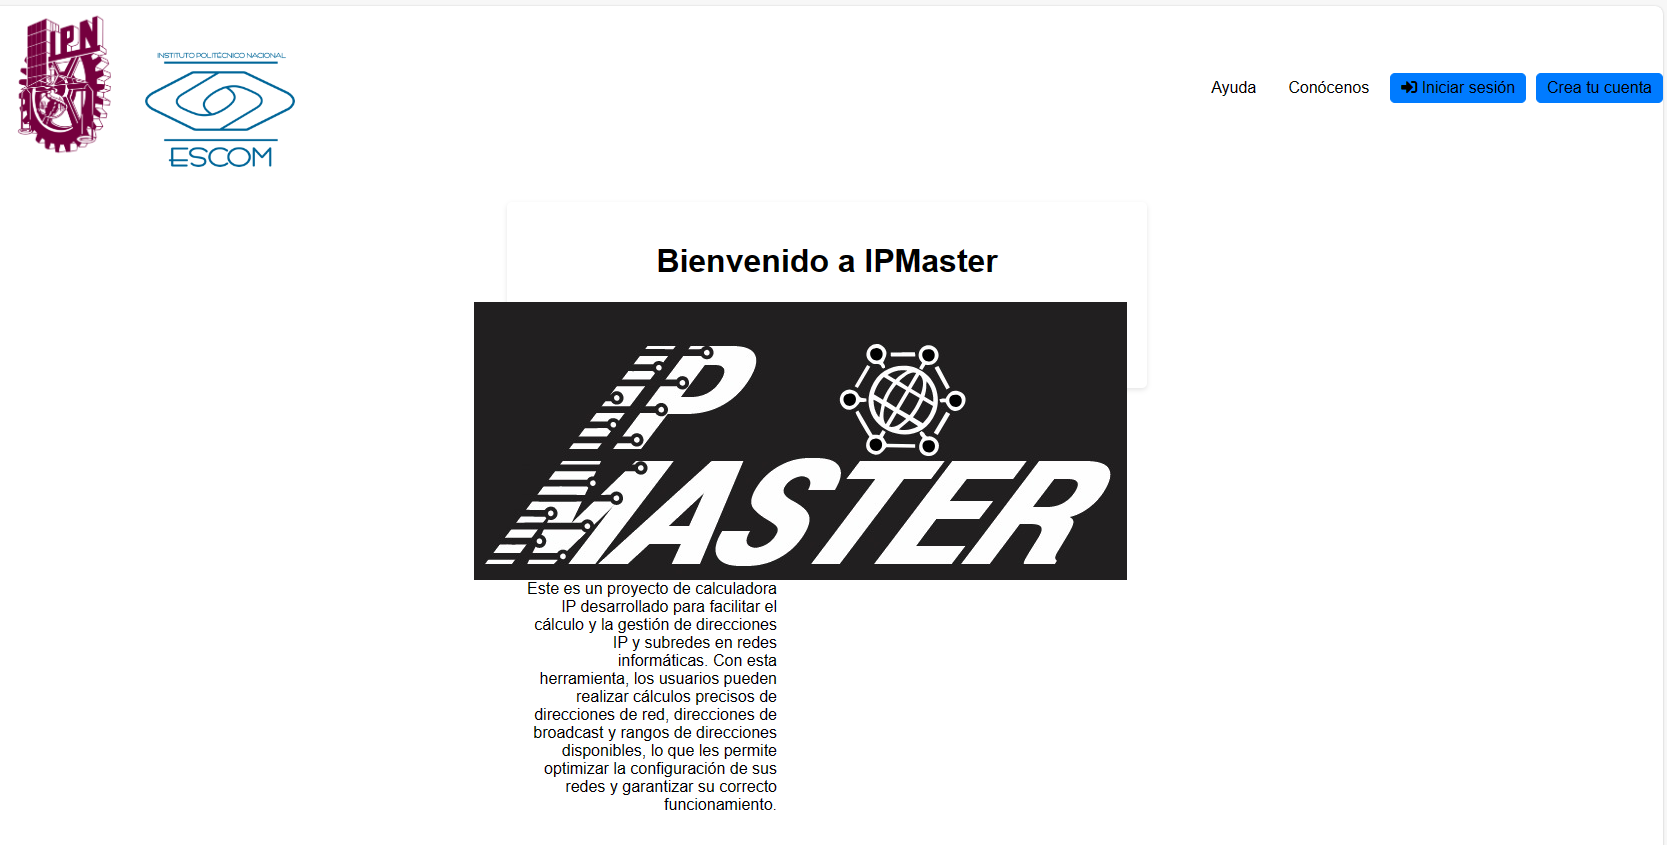 IPN
INSTITUTO POLITÉCNICO NACIONAL
ESCOM
Ayuda
Conócenos
Iniciar sesión
Crea tu cuenta
Bienvenido a IPMaster
IP
MASTER
Este es un proyecto de calculadora
IP desarrollado para facilitar el
cálculo y la gestión de direcciones
IP y subredes en redes
informáticas. Con esta
herramienta, los usuarios pueden
realizar cálculos precisos de
direcciones de red, direcciones de
broadcast y rangos de direcciones
disponibles, lo que les permite
optimizar la configuración de sus
redes y garantizar su correcto
funcionamiento.